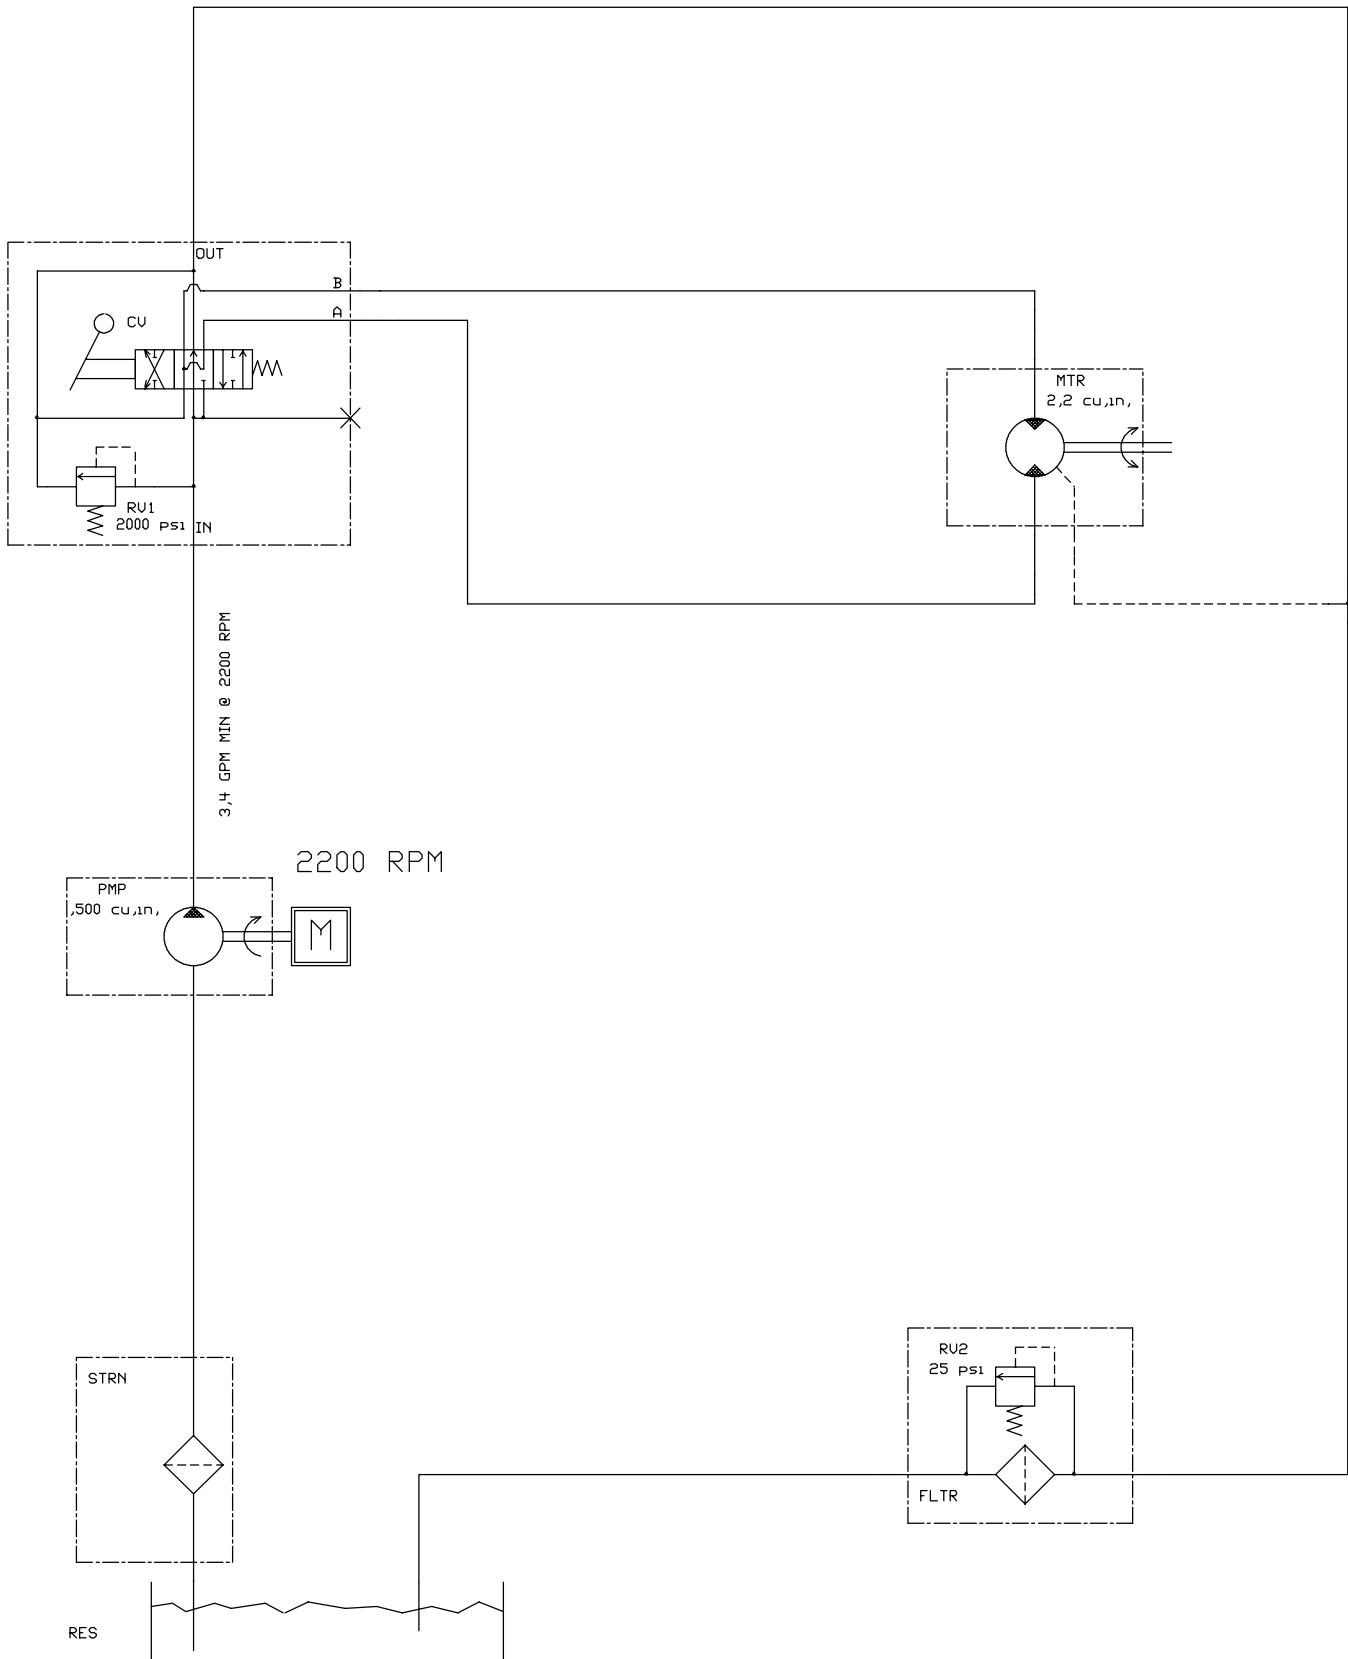 OUT
B
A
CV
MTR
2,2 cu,in,
RV1
2000 psi IN
3,4 GPM MIN @ 2200 RPM
2200 RPM
PMP
,500 cu,in,
M
RV2
25 psi
STRN
FLTR
RES